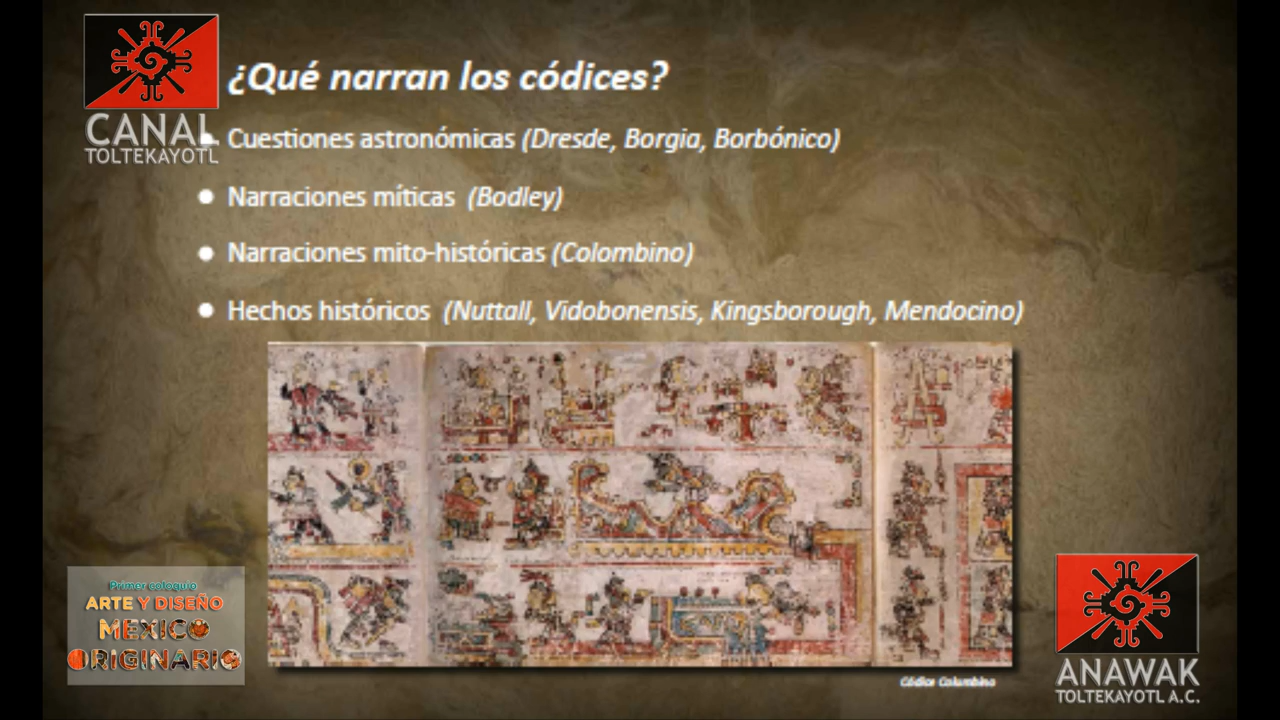 CANAL
TOLTEKAYOTL
¿Qué narran los códices?
Cuestiones astronómicas (Dresde, Borgia, Borbónico)
Narraciones míticas (Bodley)
Narraciones mito-históricas (Colombino)
Hechos históricos (Nuttall, Vidobonensis, Kingsborough, Mendocino)
Primer coloquio
ARTE Y DISEÑO
MEXICO
ORIGINARIO
Códice Colombino
ANAWAK
TOLTEKAYOTL A.C.